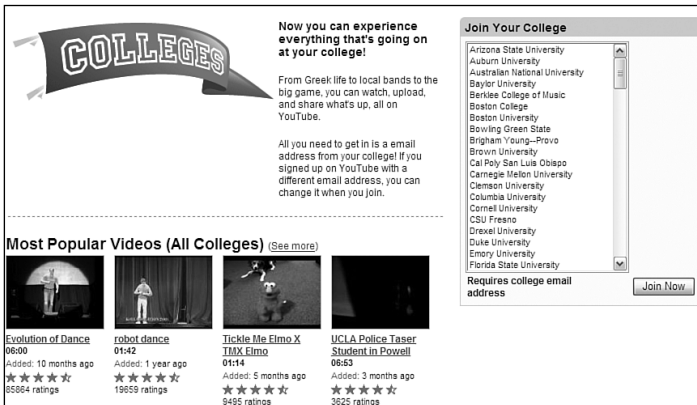 COLLEGES
Now you can experience
everything that's going on
at your college!
From Greek life to local bands to the
big game, you can watch, upload,
and share what's up, all on
YouTube.
All you need to get in is a email
address from your college! If you
signed up on YouTube with a
different email address, you can
change it when you join.
Join Your College
Arizona State University
Auburn University
Australian National University
Baylor University
Berklee College of Music
Boston College
Boston University
Bowling Green State
Brigham Young--Provo
Brown University
Cal Poly San Luis Obispo
Carnegie Mellon University
Clemson University
Columbia University
Cornell University
CSU Fresno
Drexel University
Duke University
Emory University
Florida State University
Requires college email
address
Join Now
Most Popular Videos (All Colleges) (See more)
Evolution of Dance
06:00
Added: 10 months ago
85864 ratings
robot dance
01:42
Added: 1 year ago
19659 ratings
Tickle Me Elmo X
TMX Elmo
01:14
Added: 5 months ago
9495 ratings
UCLA Police Taser
Student in Powell
06:53
Added: 3 months ago
3625 ratings